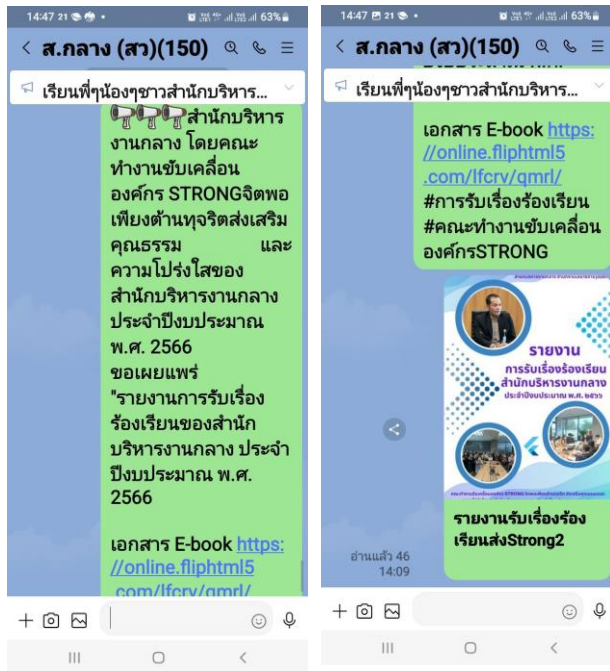 14:47 21
63%
ส.กลาง (สว)(150)
เรียนพี่ๆน้องๆชาวสำนักบริหาร...
สำนักบริหาร
งานกลาง โดยคณะ
ทำงานขับเคลื่อน
องค์กร STRONGจิตพอ
เพียงต้านทุจริตส่งเสริม
คุณธรรม และ
ความโปร่งใสของ
สำนักบริหารงานกลาง
ประจำปีงบประมาณ
พ.ศ. 2566
ขอเผยแพร่
"รายงานการรับเรื่อง
ร้องเรียนของสำนัก
บริหารงานกลาง ประจำ
ปีงบประมาณ พ.ศ.
2566
เอกสาร E-book https:
//online.fliphtml5
.com/lfcrv/qmrl/
14:47 21
63%
ส.กลาง (สว)(150)
เรียนพี่ๆน้องๆชาวสำนักบริหาร...
เอกสาร E-book https:
//online.fliphtml5
.com/lfcrv/qmrl/
#การรับเรื่องร้องเรียน
#คณะทำงานขับเคลื่อน
องค์กรSTRONG
รายงาน
การรับเรื่องร้องเรียน
สำนักบริหารงานกลาง
ประจำปีงบประมาณ พ.ศ. ๒๕๖๖
รายงานรับเรื่องร้อง
เรียนส่งStrong2
อ่านแล้ว 46
14:09